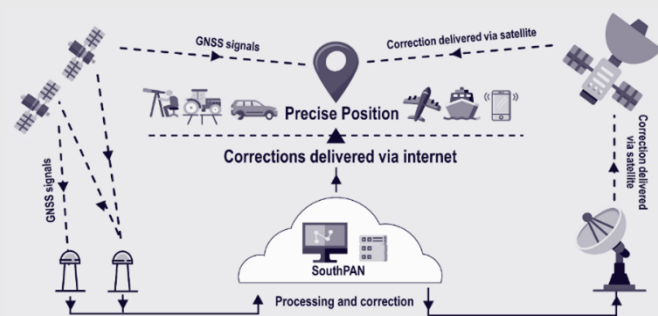 GNSS signals
Correction delivered via satellite
Precise Position
Corrections delivered via internet
GNSS signals
Correction delivered
via satellite
SouthPAN
Processing and correction